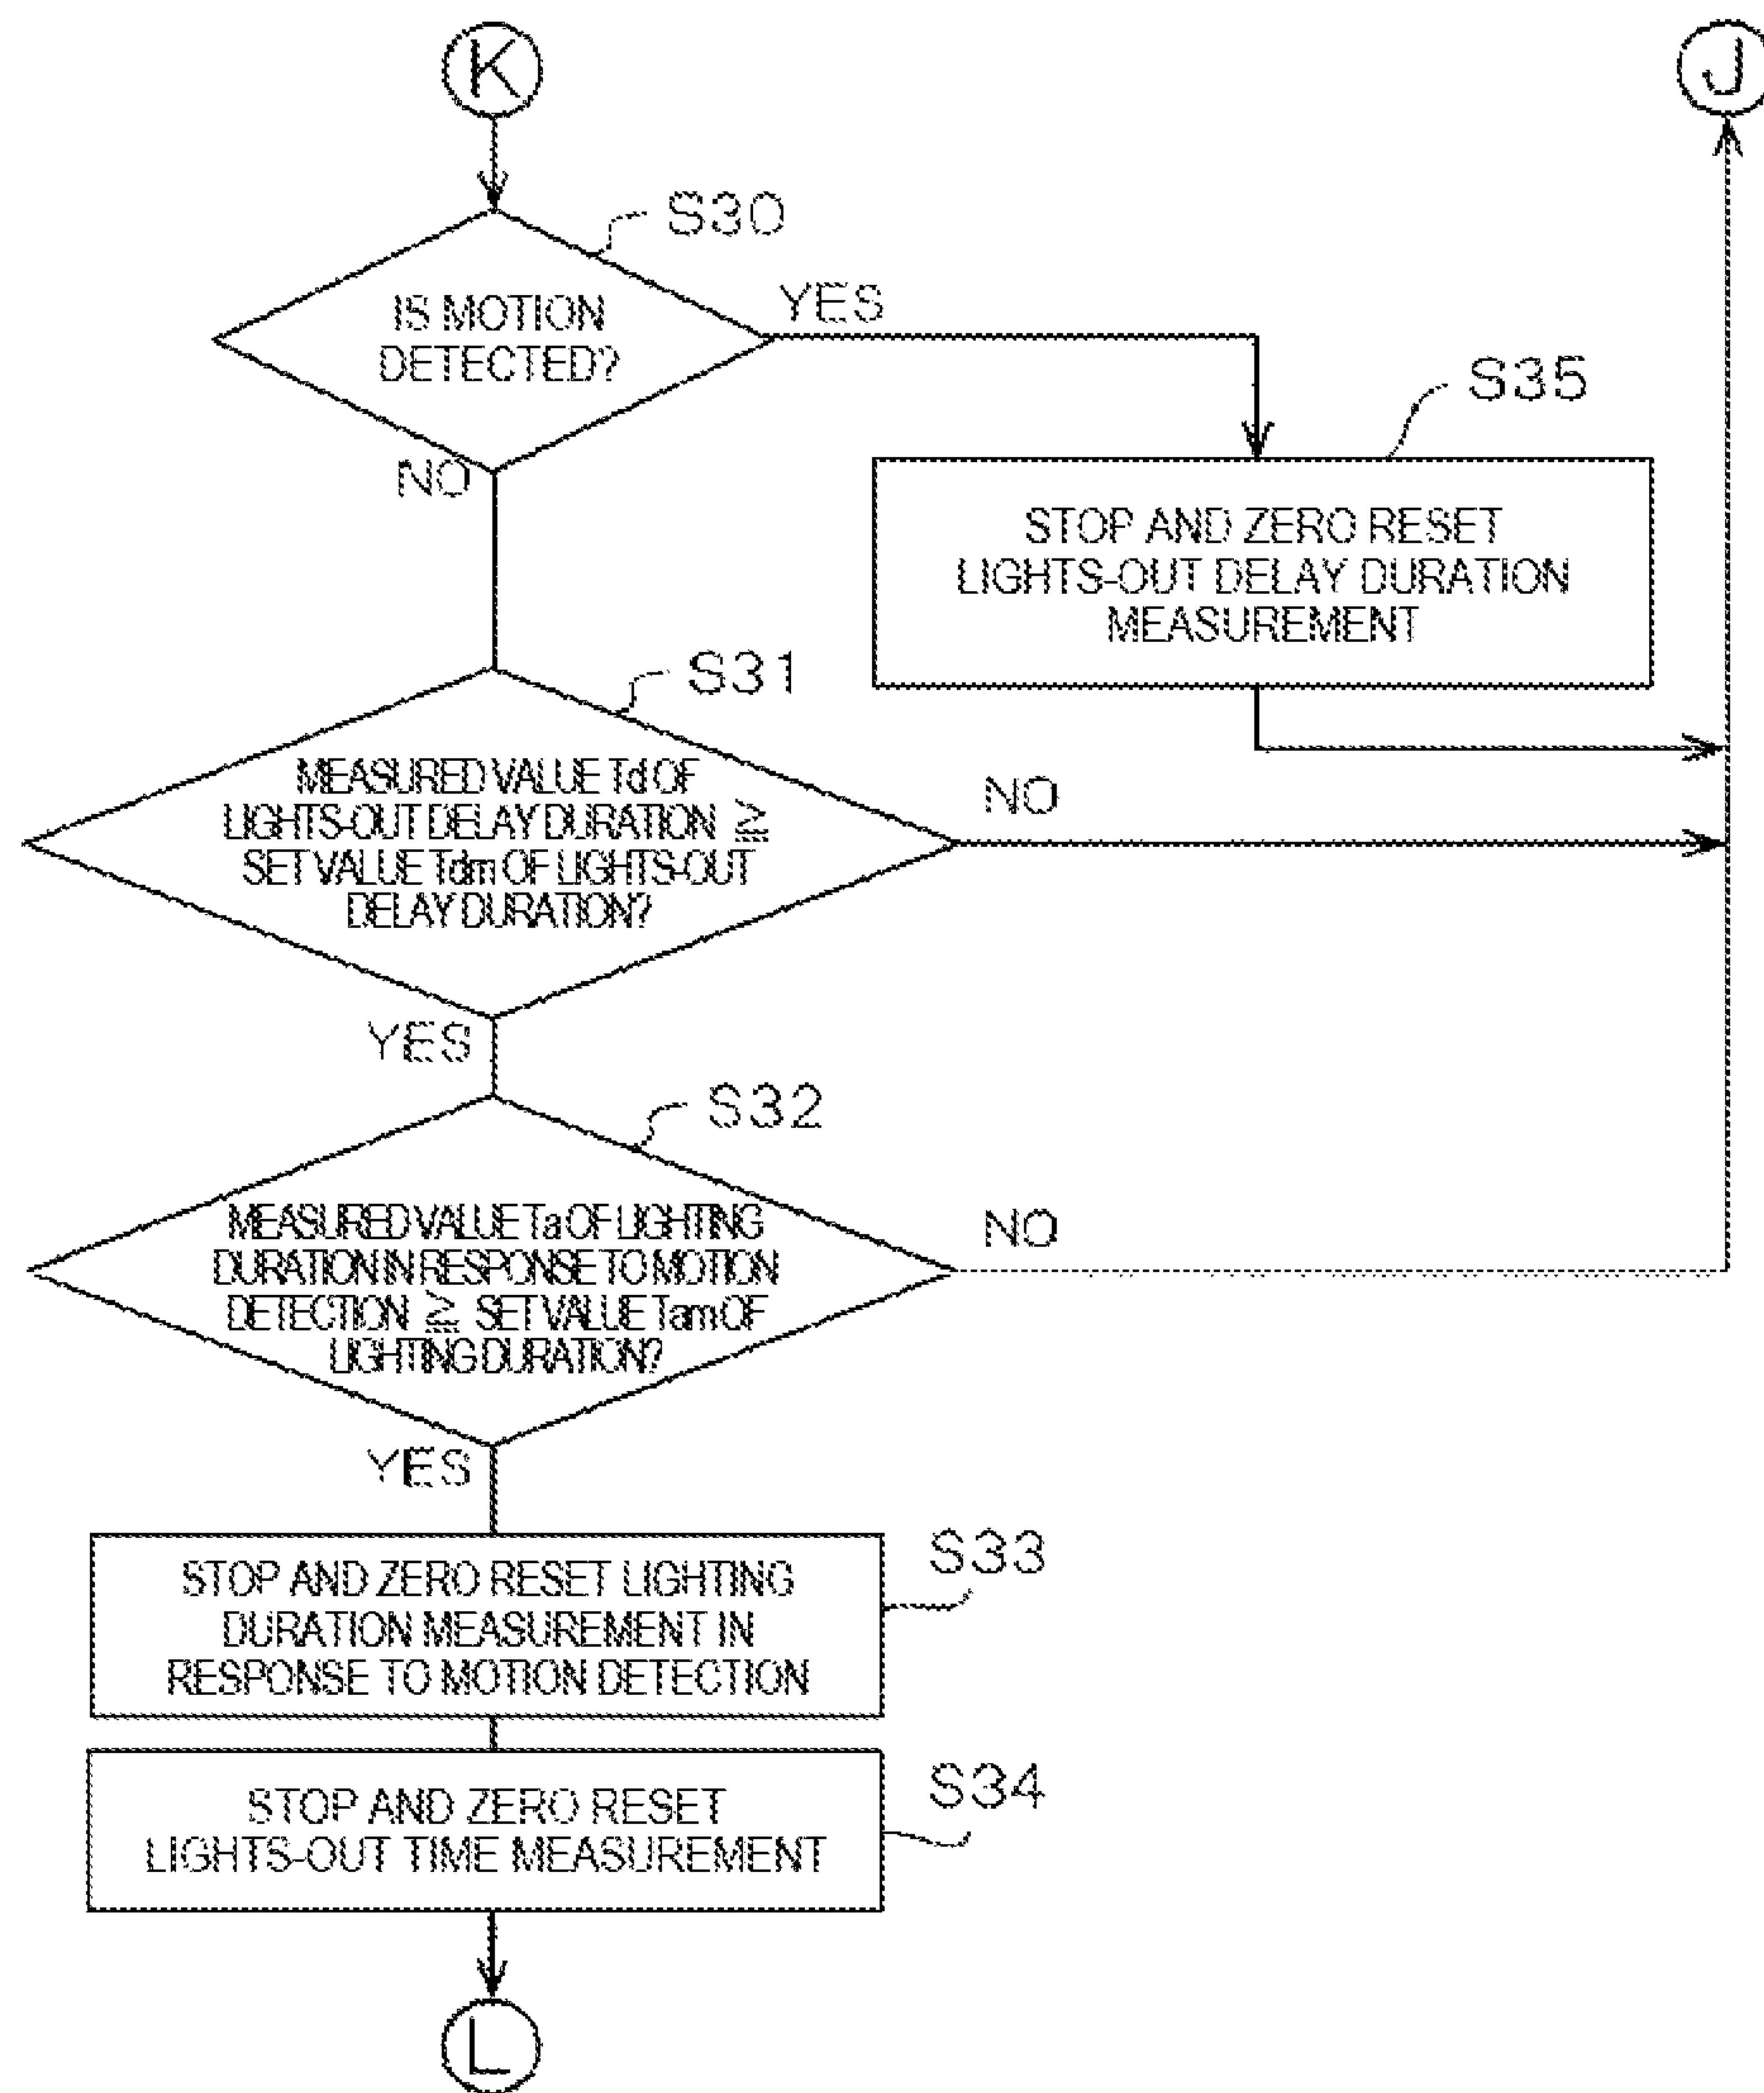 K
J
S30
IS MOTION
DETECTED?
YES
NO
S35
STOP AND ZERO RESET
LIGHTS-OUT DELAY DURATION
MEASUREMENT
S31
MEASURED VALUE Td OF
LIGHTS-OUT DELAY DURATION ≧
SET VALUE Tdm OF LIGHTS-OUT
DELAY DURATION?
NO
YES
S32
MEASURED VALUE Ta OF LIGHTING
DURATION IN RESPONSE TO MOTION
DETECTION ≧ SET VALUE Tam OF
LIGHTING DURATION?
NO
YES
S33
STOP AND ZERO RESET LIGHTING
DURATION MEASUREMENT IN
RESPONSE TO MOTION DETECTION
S34
STOP AND ZERO RESET
LIGHTS-OUT TIME MEASUREMENT
L